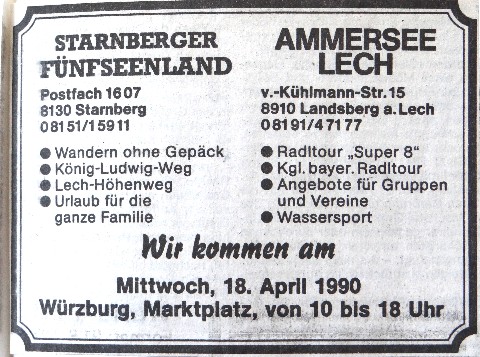 STARNBERGER
FÜNFSEENLAND
Postfach 1607
8130 Starnberg
08151/15911
● Wandern ohne Gepäck
● König-Ludwig-Weg
● Lech-Höhenweg
● Urlaub für die
ganze Familie
AMMERSEE
LECH
v.-Kühlmann-Str. 15
8910 Landsberg a. Lech
08191/47177
● Radltour „Super 8“
● Kgl. bayer. Radltour
● Angebote für Gruppen
und Vereine
● Wassersport
Wir kommen am
Mittwoch, 18. April 1990
Würzburg, Marktplatz, von 10 bis 18 Uhr